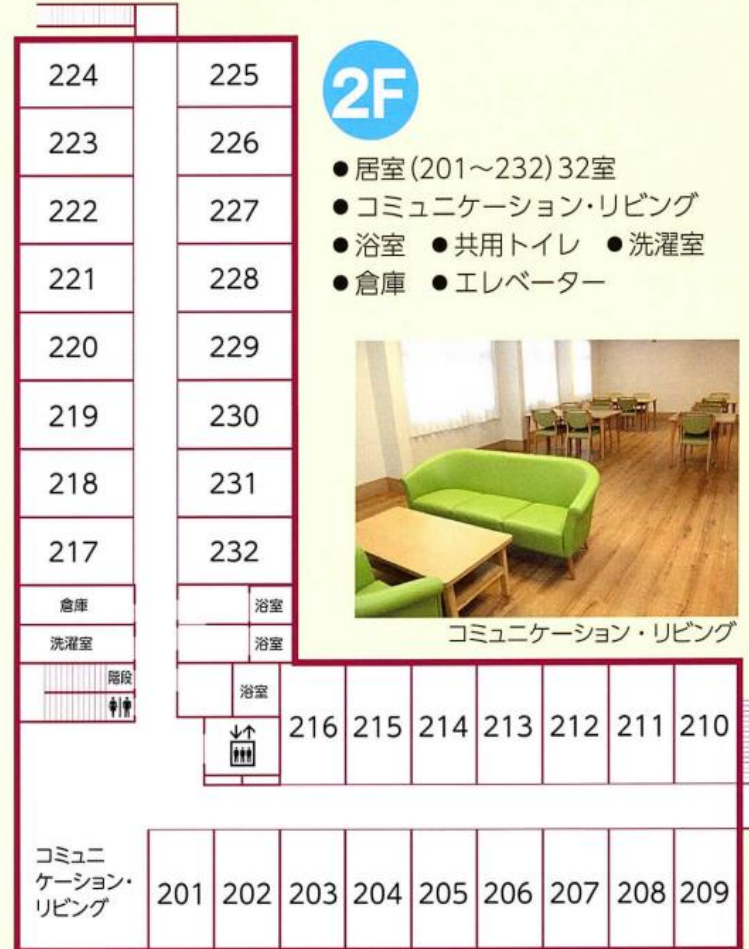 2F
●居室(201～232)32室
●コミュニケーション・リビング
●浴室 ●共用トイレ ●洗濯室
●倉庫 ●エレベーター
コミュニケーション・リビング
224 225
223 226
222 227
221 228
220 229
219 230
218 231
217 232
倉庫 浴室
洗濯室 浴室
階段 浴室
216 215 214 213 212 211 210
コミュニ
ケーション・
リビング
201 202 203 204 205 206 207 208 209